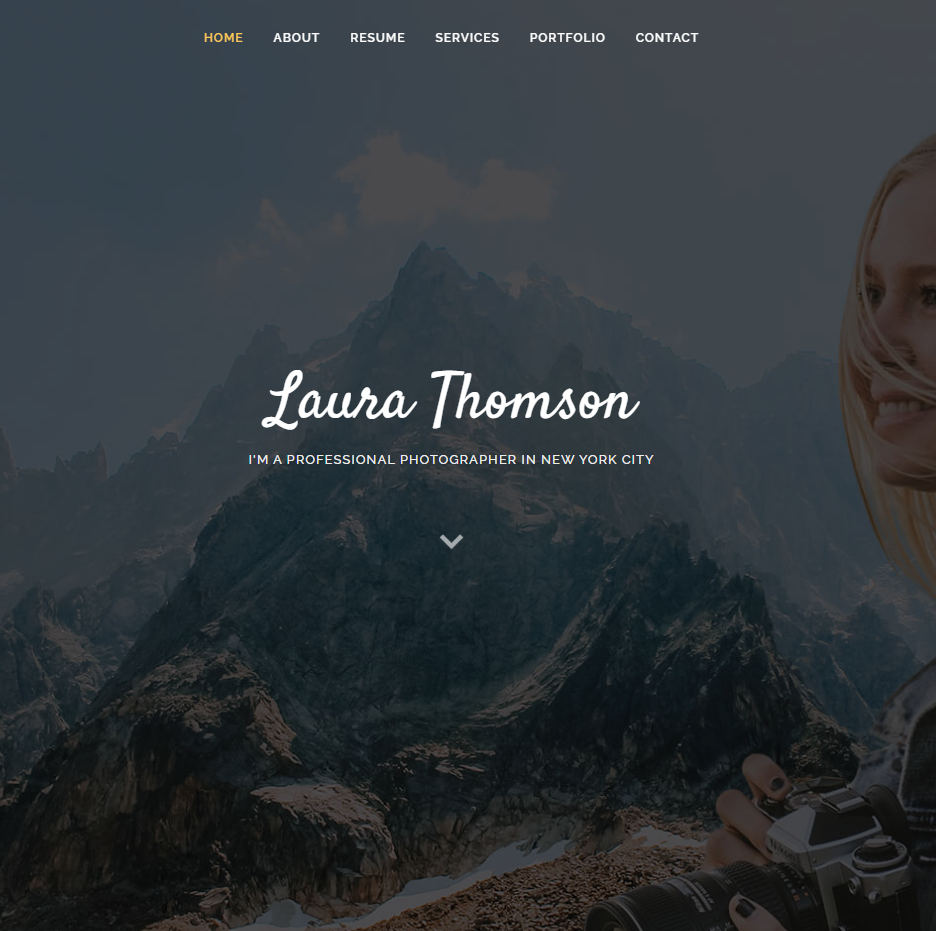 HOME ABOUT RESUME SERVICES PORTFOLIO CONTACT
Laura Thomson
I'M A PROFESSIONAL PHOTOGRAPHER IN NEW YORK CITY